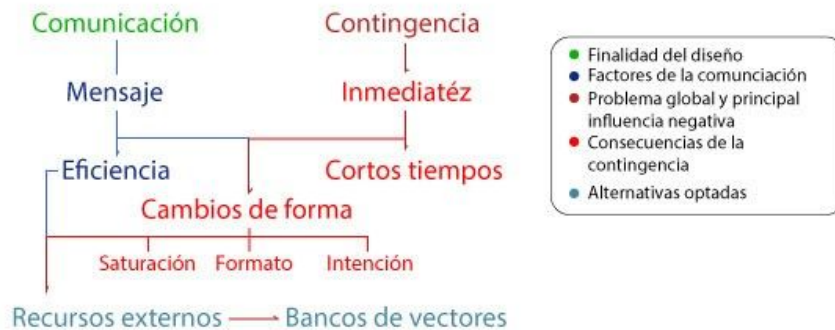 Comunicación
Contingencia
Mensaje
Inmediatéz
Eficiencia
Cortos tiempos
Cambios de forma
Saturación
Formato
Intención
Recursos externos
Bancos de vectores
Finalidad del diseño
Factores de la comunciación
Problema global y principal
influencia negativa
Consecuencias de la
contingencia
Alternativas optadas